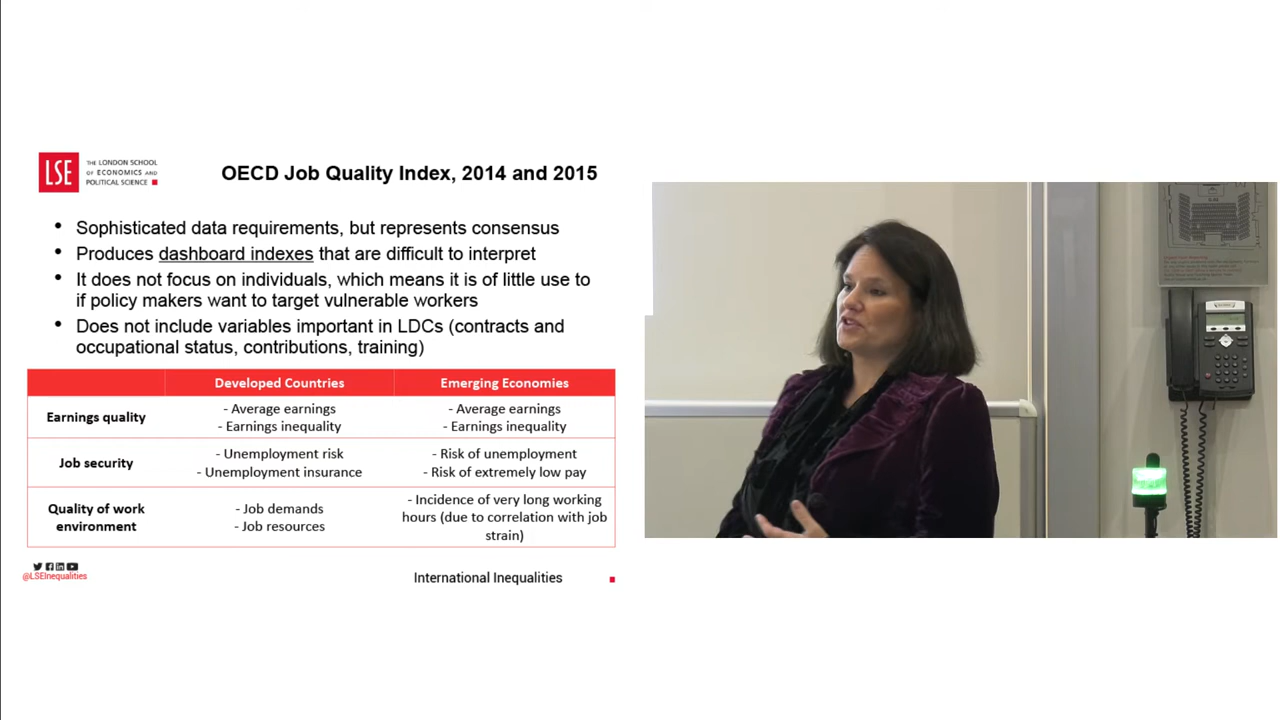 LSE
THE LONDON SCHOOL
OF ECONOMICS AND
POLITICAL SCIENCE
OECD Job Quality Index, 2014 and 2015
• Sophisticated data requirements, but represents consensus
• Produces dashboard indexes that are difficult to interpret
• It does not focus on individuals, which means it is of little use to
if policy makers want to target vulnerable workers
• Does not include variables important in LDCs (contracts and
occupational status, contributions, training)
Developed Countries
Emerging Economies
Earnings quality
- Average earnings
- Earnings inequality
- Average earnings
- Earnings inequality
Job security
- Unemployment risk
- Unemployment insurance
- Risk of unemployment
- Risk of extremely low pay
Quality of work
environment
- Job demands
- Job resources
- Incidence of very long working
hours (due to correlation with job
strain)
@LSEInequalities
International Inequalities